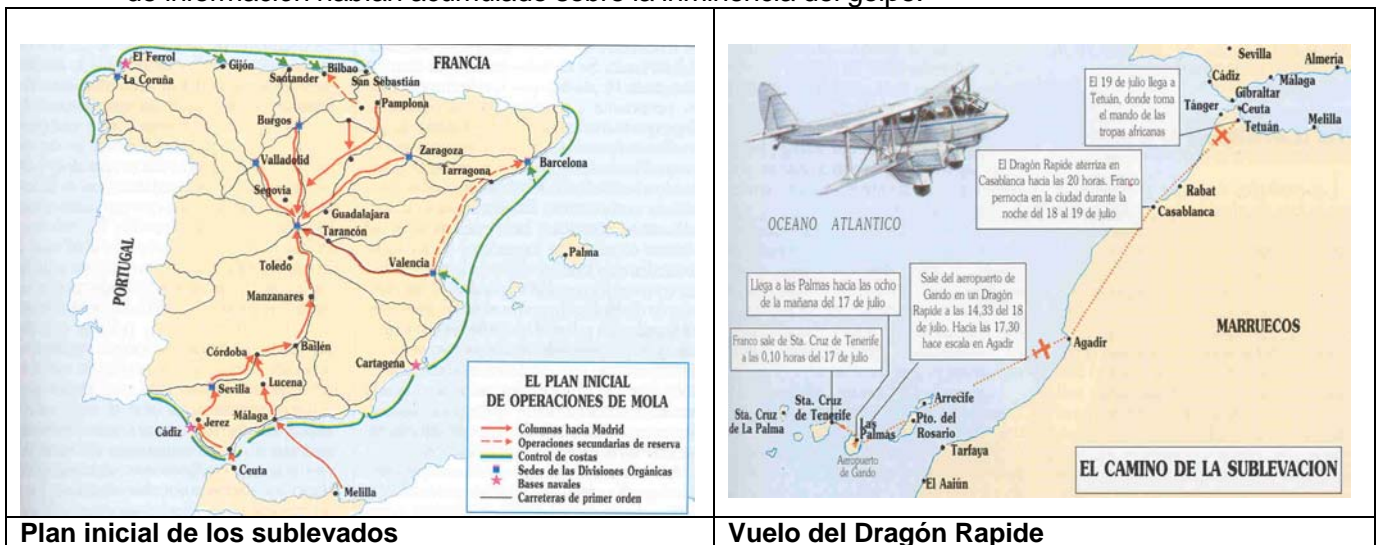 de información habían acumulado sobre la inminencia del golpe.
El Ferrol
La Coruña
Gijón
Santander
Bilbao
San Sebastián
FRANCIA
Pamplona
Burgos
Valladolid
Zaragoza
Barcelona
Tarragona
Segovia
Guadalajara
Tarancón
PORTUGAL
Toledo
Valencia
Palma
Manzanares
Bailén
Córdoba
Cartagena
Sevilla
Lucena
Jerez
Málaga
Cádiz
Ceuta
Melilla
EL PLAN INICIAL
DE OPERACIONES DE MOLA
Columnas hacia Madrid
Operaciones secundarias de reserva
Control de costas
Sedes de las Divisiones Orgánicas
Bases navales
Carreteras de primer orden
Plan inicial de los sublevados
Sevilla
Almería
Cádiz
Málaga
Gibraltar
Tánger
Ceuta
Tetuán
Melilla
El 19 de julio llega a
Tetuán, donde toma
el mando de las
tropas africanas
El Dragón Rapide aterriza en
Casablanca hacia las 20 horas. Franco
pernocta en la ciudad durante la
noche del 18 al 19 de julio
Rabat
Casablanca
OCEANO ATLANTICO
Llega a las Palmas hacia las ocho
de la mañana del 17 de julio
Sale del aeropuerto de
Gando en un Dragón
Rapide a las 14,33 del 18
de julio. Hacia las 17,30
hace escala en Agadir
Franco sale de Sta. Cruz de Tenerife
a las 0,10 horas del 17 de julio
MARRUECOS
Agadir
Arrecife
Sta. Cruz
de La Palma
Sta. Cruz
de Tenerife
Las
Palmas
Pto. del
Rosario
Aeropuerto
de Gando
Tarfaya
El Aaiún
EL CAMINO DE LA SUBLEVACION
Vuelo del Dragón Rapide